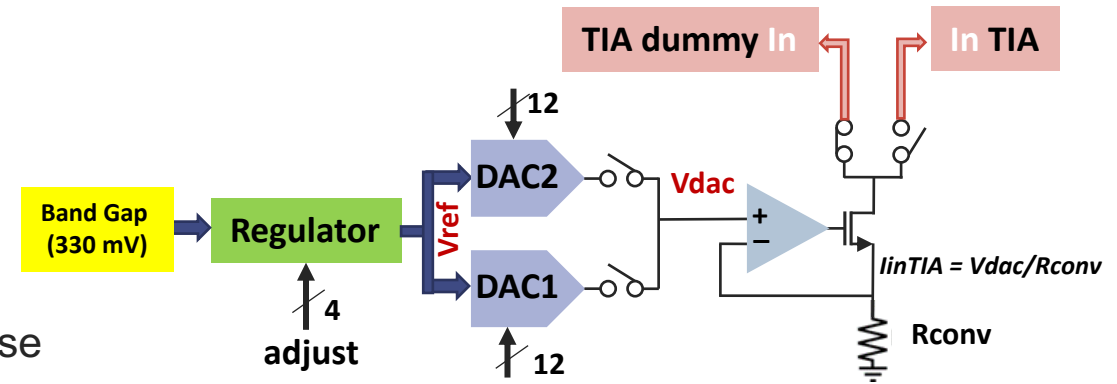 TIA dummy In
In TIA
12
DAC2
Vdac
Band Gap
(330 mV)
Regulator
Vref
+
−
IinTIA = Vdac/Rconv
DAC1
4
adjust
12
Rconv
se